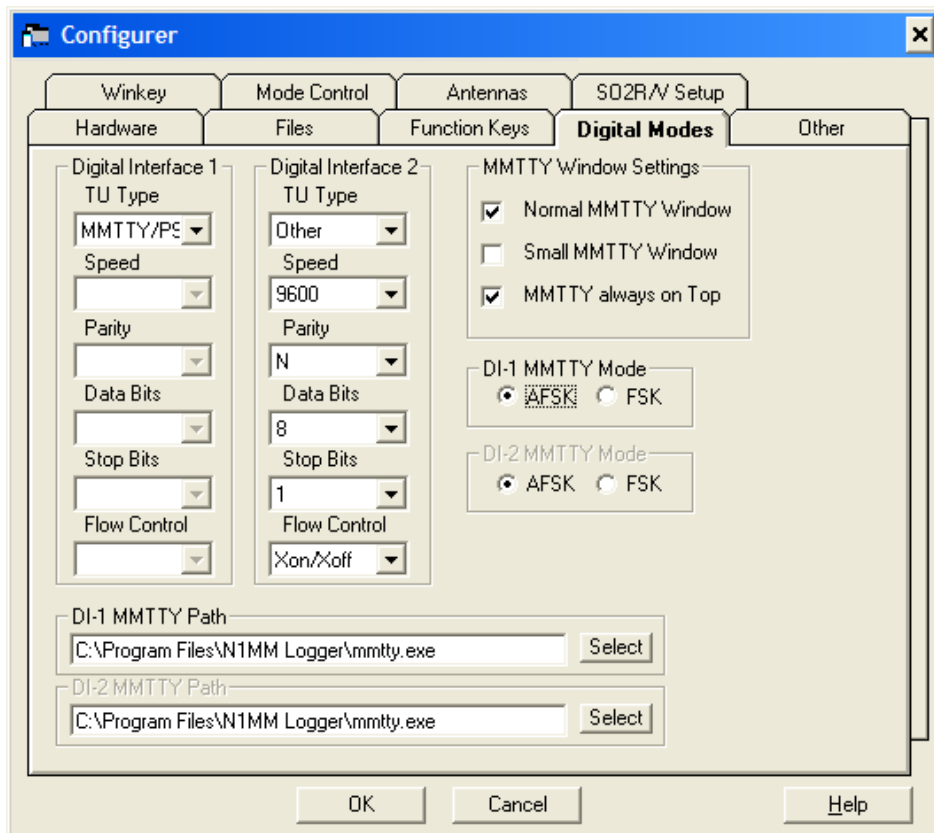 Configurer
Winkey Mode Control Antennas SO2R/V Setup
Hardware Files Function Keys Digital Modes Other
Digital Interface 1 Digital Interface 2 MMTTY Window Settings
TU Type TU Type
MMTTY/PS Other Normal MMTTY Window
Speed Speed Small MMTTY Window
9600 MMTTY always on Top
Parity Parity
N DI-1 MMTTY Mode
Data Bits Data Bits AFSK FSK
8
Stop Bits Stop Bits DI-2 MMTTY Mode
1 AFSK FSK
Flow Control Flow Control
Xon/Xoff
DI-1 MMTTY Path
C:\Program Files\N1MM Logger\mmtty.exe Select
DI-2 MMTTY Path
C:\Program Files\N1MM Logger\mmtty.exe Select
OK Cancel Help